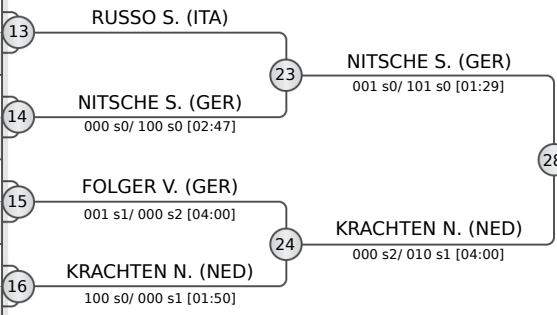 RUSSO S. (ITA)
13
NITSCHE S. (GER)
23
001 s0/ 101 s0 [01:29]
NITSCHE S. (GER)
14
000 s0/ 100 s0 [02:47]
28
FOLGER V. (GER)
15
001 s1/ 000 s2 [04:00]
KRACHTEN N. (NED)
24
000 s2/ 010 s1 [04:00]
KRACHTEN N. (NED)
16
100 s0/ 000 s1 [01:50]